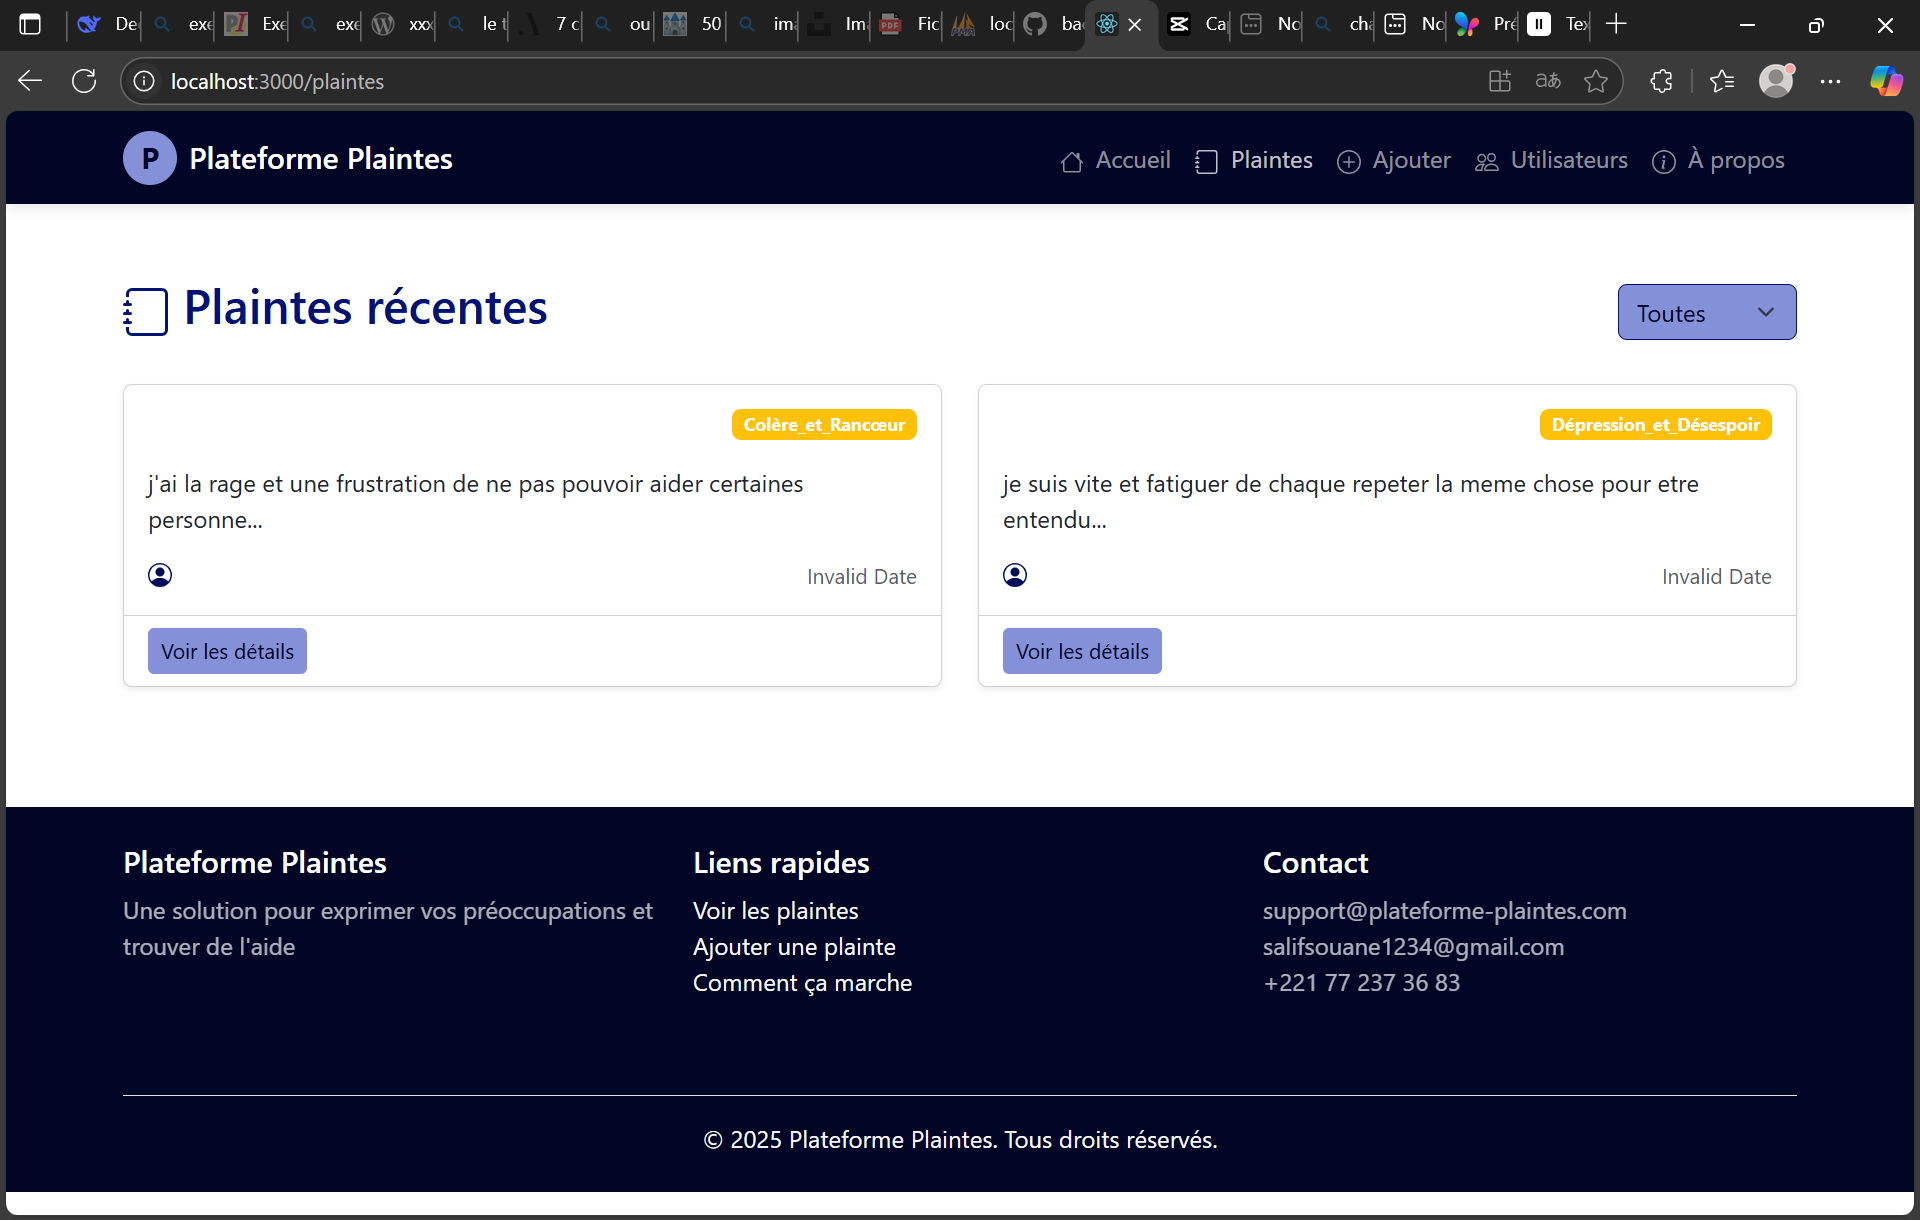 De
exe
Exe
exe
xxx
le t
7 c
ou
50
im
Im
Fic
loc
ba
Ca
No
cha
No
Pré
Tex
localhost:3000/plaintes
P Plateforme Plaintes
Accueil Plaintes Ajouter Utilisateurs À propos
Plaintes récentes
Toutes
Colère_et_Rancœur
j'ai la rage et une frustration de ne pas pouvoir aider certaines
personne...
Invalid Date
Voir les détails
Dépression_et_Désespoir
je suis vite et fatiguer de chaque repeter la meme chose pour etre
entendu...
Invalid Date
Voir les détails
Plateforme Plaintes
Une solution pour exprimer vos préoccupations et
trouver de l'aide
Liens rapides
Voir les plaintes
Ajouter une plainte
Comment ça marche
Contact
support@plateforme-plaintes.com
salifsouane1234@gmail.com
+221 77 237 36 83
© 2025 Plateforme Plaintes. Tous droits réservés.